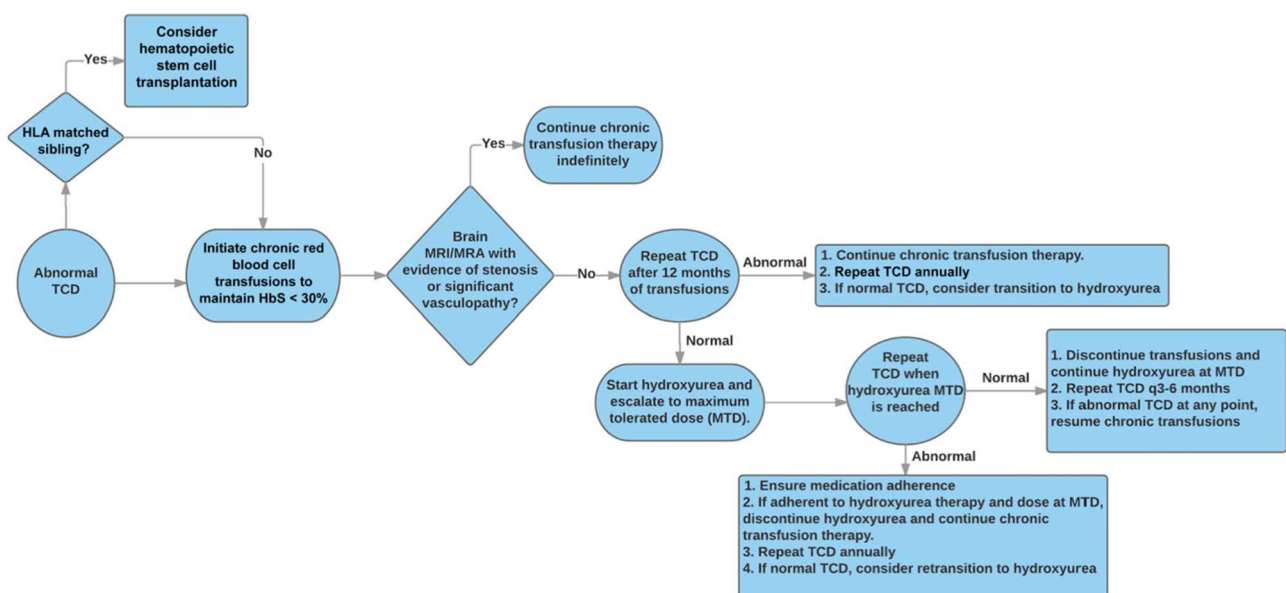 Consider
hematopoietic
stem cell
transplantation
Yes
HLA matched
sibling?
No
Abnormal
TCD
Initiate chronic red
blood cell
transfusions to
maintain HbS < 30%
Yes
Continue chronic
transfusion therapy
indefinitely
Brain
MRI/MRA with
evidence of stenosis
or significant
vasculopathy?
No
Repeat TCD
after 12 months
of transfusions
Abnormal
1. Continue chronic transfusion therapy.
2. Repeat TCD annually
3. If normal TCD, consider transition to hydroxyurea
Normal
Start hydroxyurea and
escalate to maximum
tolerated dose (MTD).
Repeat
TCD when
hydroxyurea MTD
is reached
Normal
1. Discontinue transfusions and
continue hydroxyurea at MTD
2. Repeat TCD q3-6 months
3. If abnormal TCD at any point,
resume chronic transfusions
Abnormal
1. Ensure medication adherence
2. If adherent to hydroxyurea therapy and dose at MTD,
discontinue hydroxyurea and continue chronic
transfusion therapy.
3. Repeat TCD annually
4. If normal TCD, consider retransition to hydroxyurea